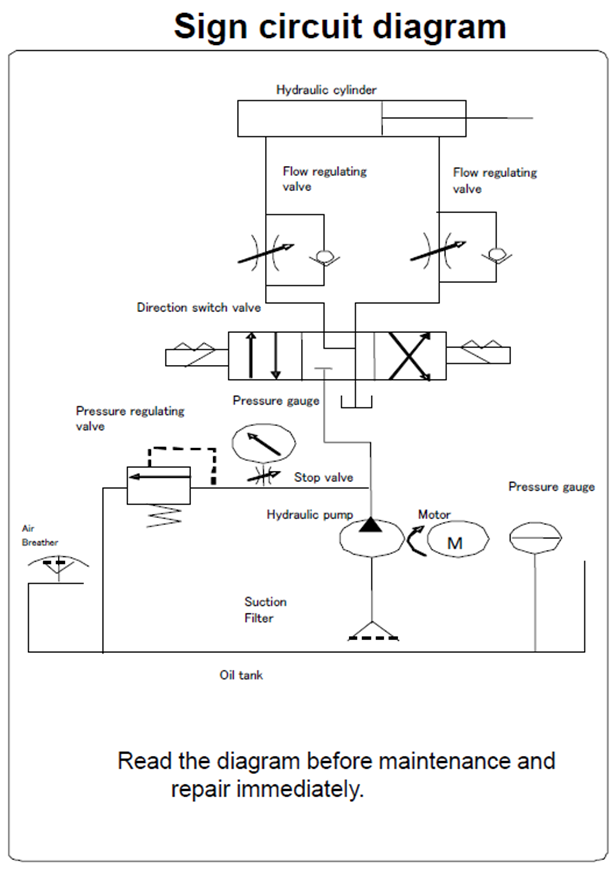 Sign circuit diagram
Hydraulic cylinder
Flow regulating
valve
Flow regulating
valve
Direction switch valve
Pressure gauge
Pressure regulating
valve
Stop valve
Pressure gauge
Hydraulic pump
Motor
M
Air
Breather
Suction
Filter
Oil tank
Read the diagram before maintenance and
repair immediately.